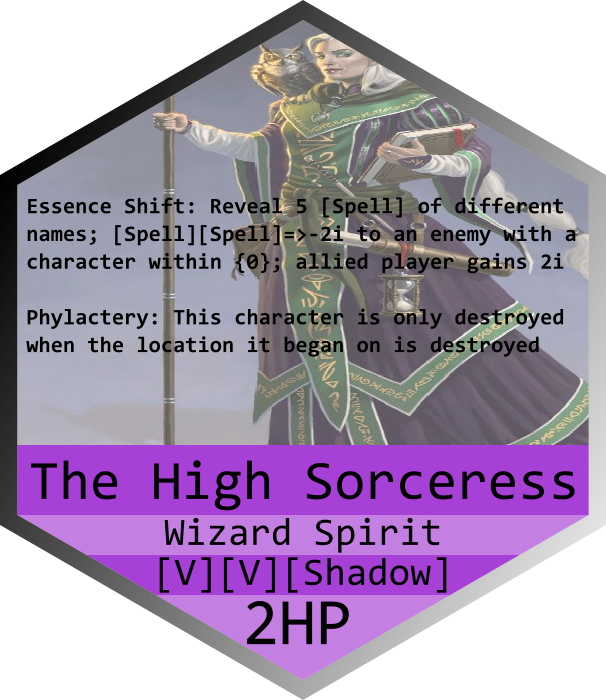 Essence Shift: Reveal 5 [Spell] of different
names; [Spell][Spell]=>-2i to an enemy with a
character within {0}; allied player gains 2i
Phylactery: This character is only destroyed
when the location it began on is destroyed
The High Sorceress
Wizard Spirit
[V][V][Shadow]
2HP